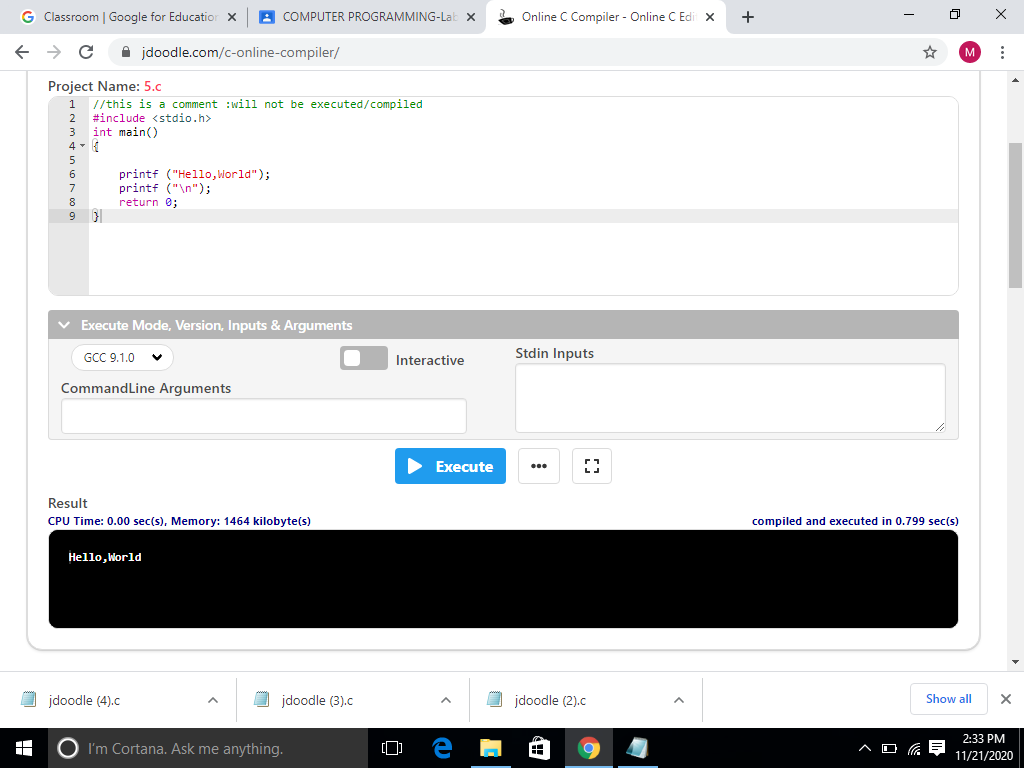 Classroom | Google for Education
COMPUTER PROGRAMMING-Lab
Online C Compiler - Online C Edi
jdoodle.com/c-online-compiler/
M
Project Name: 5.c
1 //this is a comment :will not be executed/compiled
2 #include <stdio.h>
3 int main()
4 {
5
6 printf ("Hello,World");
7 printf ("\n");
8 return 0;
9 }
Execute Mode, Version, Inputs & Arguments
GCC 9.1.0
Interactive
Stdin Inputs
CommandLine Arguments
Execute
Result
CPU Time: 0.00 sec(s), Memory: 1464 kilobyte(s)
compiled and executed in 0.799 sec(s)
Hello,World
jdoodle (4).c
jdoodle (3).c
jdoodle (2).c
Show all
I'm Cortana. Ask me anything.
2:33 PM
11/21/2020